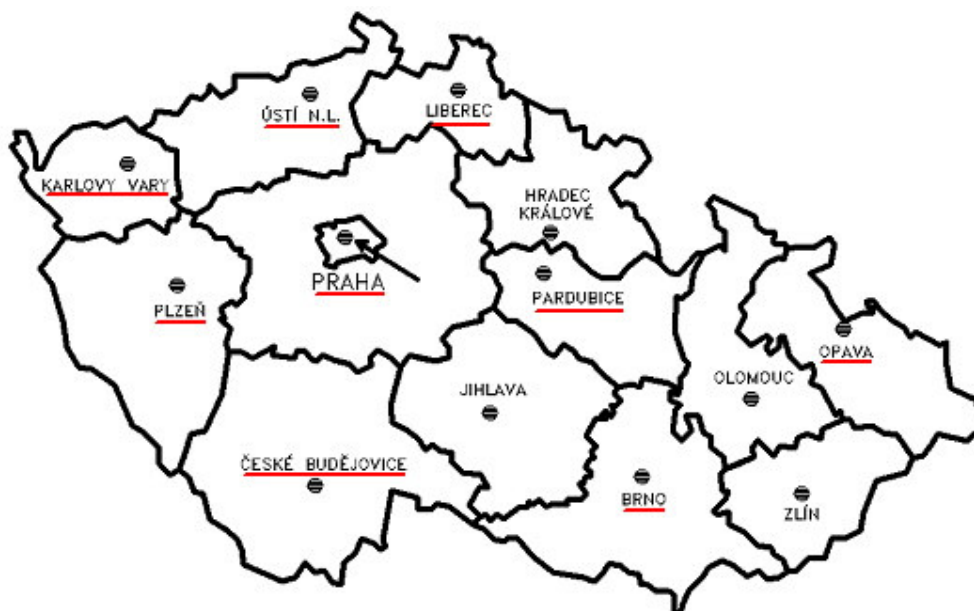 ÚSTÍ N.L.
LIBEREC
KARLOVY VARY
HRADEC
KRÁLOVÉ
PRAHA
PLZEŇ
PARDUBICE
OPAVA
OLOMOUC
JIHLAVA
ČESKÉ BUDĚJOVICE
BRNO
ZLÍN